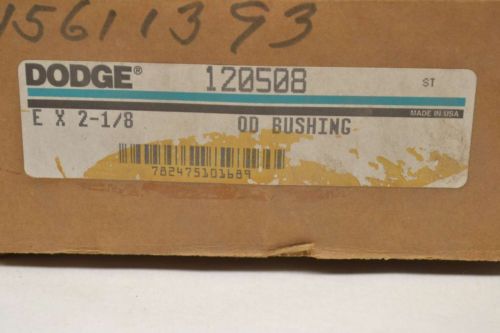 15611393
DODGE® 120508 ST
MADE IN USA
E X 2-1/8 QD BUSHING
782475101689